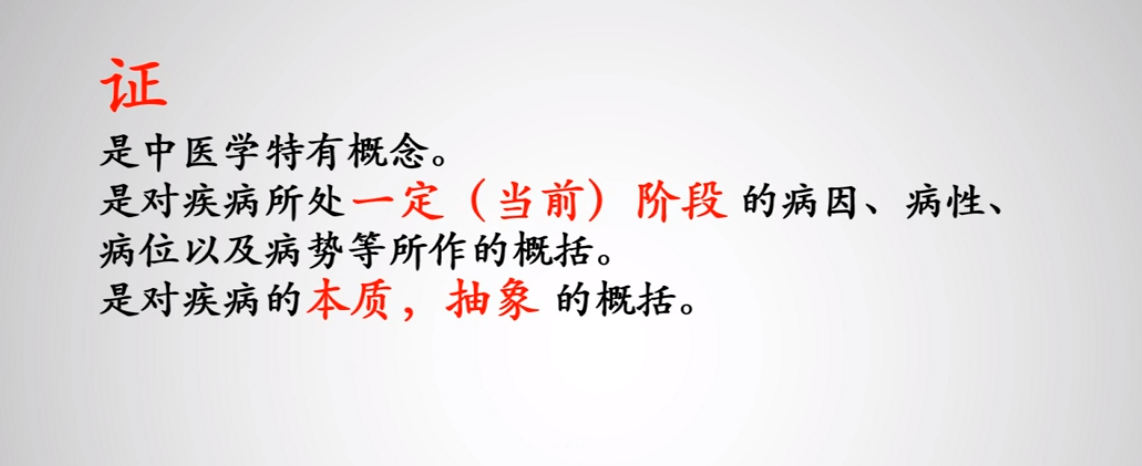 证
是中医学特有概念。
是对疾病所处一定（当前）阶段的病因、病性、
病位以及病势等所作的概括。
是对疾病的本质，抽象的概括。